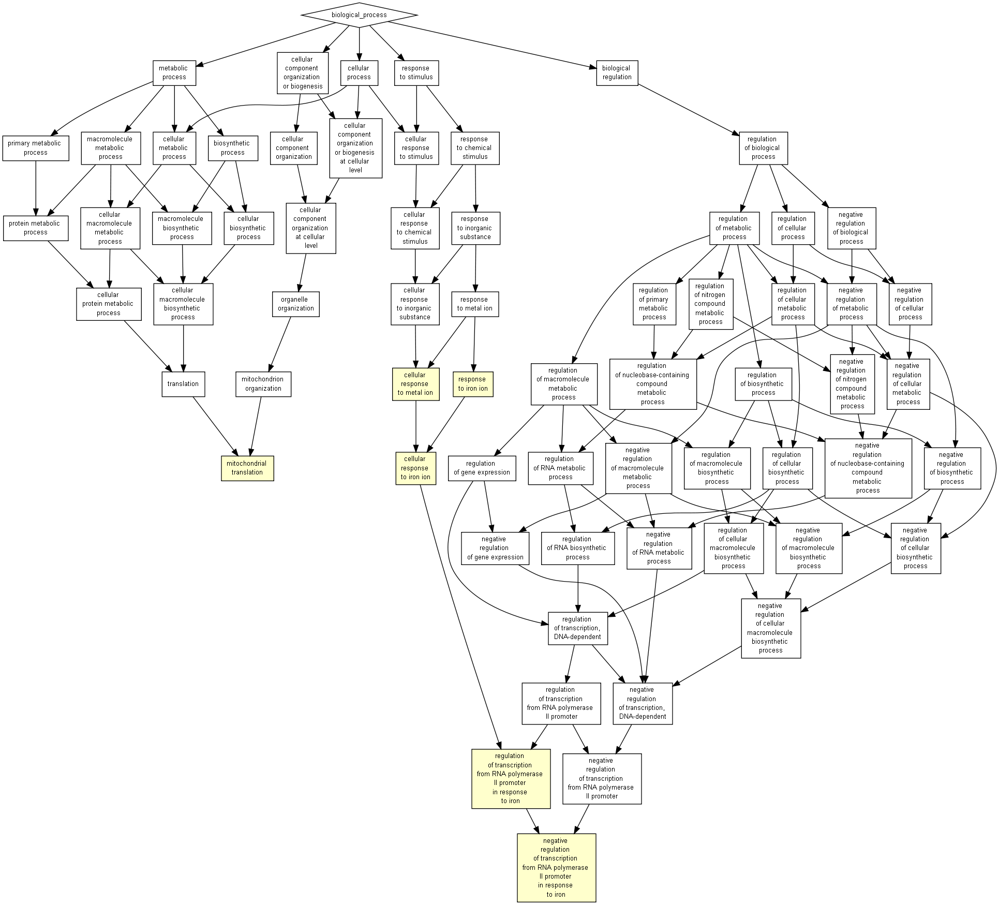 biological_process
metabolic
process
cellular
component
organization
or biogenesis
cellular
process
response
to stimulus
biological
regulation
primary metabolic
process
macromolecule
metabolic
process
cellular
metabolic
process
biosynthetic
process
cellular
component
organization
cellular
component
organization
or biogenesis
at cellular
level
cellular
response
to stimulus
response
to chemical
stimulus
regulation
of biological
process
protein metabolic
process
cellular
macromolecule
metabolic
process
macromolecule
biosynthetic
process
cellular
biosynthetic
process
cellular
component
organization
at cellular
level
cellular
response
to chemical
stimulus
response
to inorganic
substance
regulation
of metabolic
process
regulation
of cellular
process
negative
regulation
of biological
process
cellular
protein metabolic
process
cellular
macromolecule
biosynthetic
process
organelle
organization
cellular
response
to inorganic
substance
response
to metal ion
regulation
of primary
metabolic
process
regulation
of nitrogen
compound
metabolic
process
regulation
of cellular
metabolic
process
negative
regulation
of metabolic
process
negative
regulation
of cellular
process
translation
mitochondrion
organization
cellular
response
to metal ion
response
to iron ion
regulation
of macromolecule
metabolic
process
regulation
of nucleobase-containing
compound
metabolic
process
regulation
of biosynthetic
process
negative
regulation
of nitrogen
compound
metabolic
process
negative
regulation
of cellular
metabolic
process
mitochondrial
translation
cellular
response
to iron ion
regulation
of gene expression
regulation
of RNA metabolic
process
negative
regulation
of macromolecule
metabolic
process
regulation
of macromolecule
biosynthetic
process
regulation
of cellular
biosynthetic
process
negative
regulation
of nucleobase-containing
compound
metabolic
process
negative
regulation
of biosynthetic
process
negative
regulation
of gene expression
regulation
of RNA biosynthetic
process
negative
regulation
of RNA metabolic
process
regulation
of cellular
macromolecule
biosynthetic
process
negative
regulation
of macromolecule
biosynthetic
process
negative
regulation
of cellular
biosynthetic
process
regulation
of transcription,
DNA-dependent
negative
regulation
of cellular
macromolecule
biosynthetic
process
regulation
of transcription
from RNA polymerase
II promoter
negative
regulation
of transcription,
DNA-dependent
regulation
of transcription
from RNA polymerase
II promoter
in response
to iron
negative
regulation
of transcription
from RNA polymerase
II promoter
negative
regulation
of transcription
from RNA polymerase
II promoter
in response
to iron